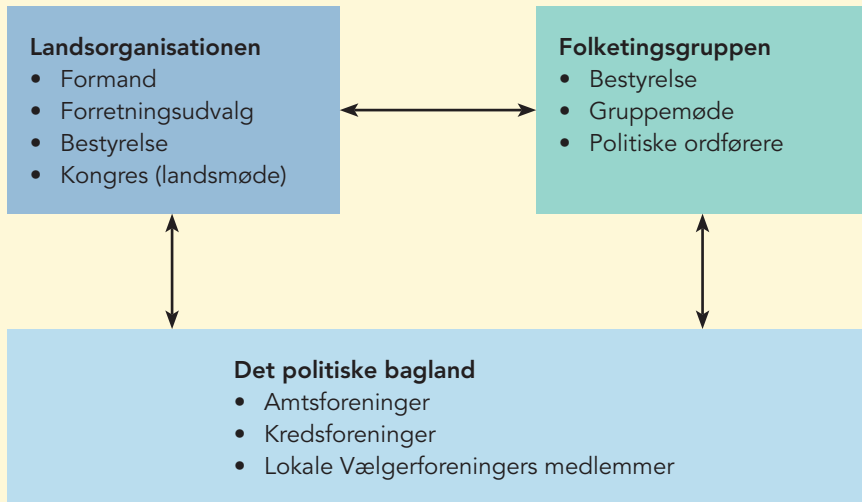 Landsorganisationen
• Formand
• Forretningsudvalg
• Bestyrelse
• Kongres (landsmøde)
Folketingsgruppen
• Bestyrelse
• Gruppemøde
• Politiske ordførere
Det politiske bagland
• Amtsforeninger
• Kredsforeninger
• Lokale Vælgerforeningers medlemmer